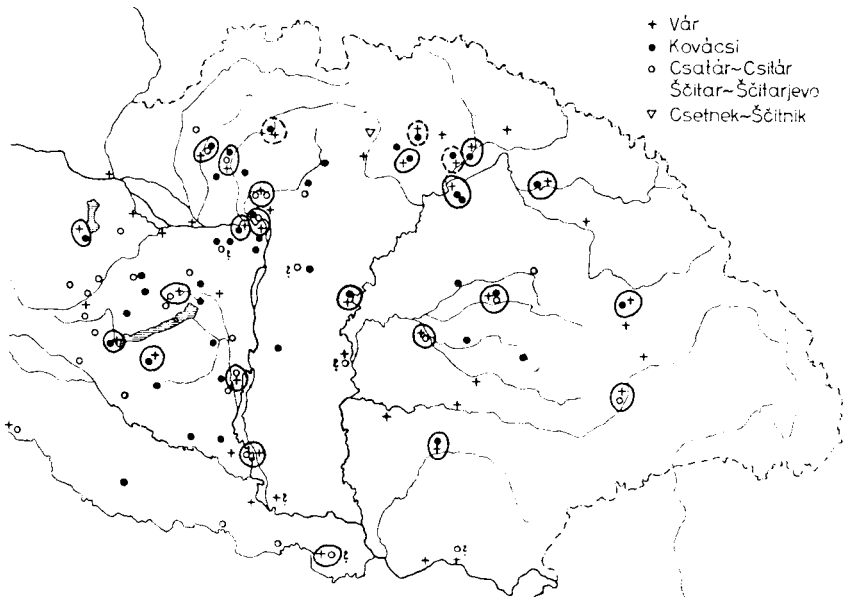 + Vár
● Kovácsi
○ Csatár~Csitár
Ščitar~Ščitarjevo
▽ Csetnek~Ščitnik
?
?
?
?
?
?